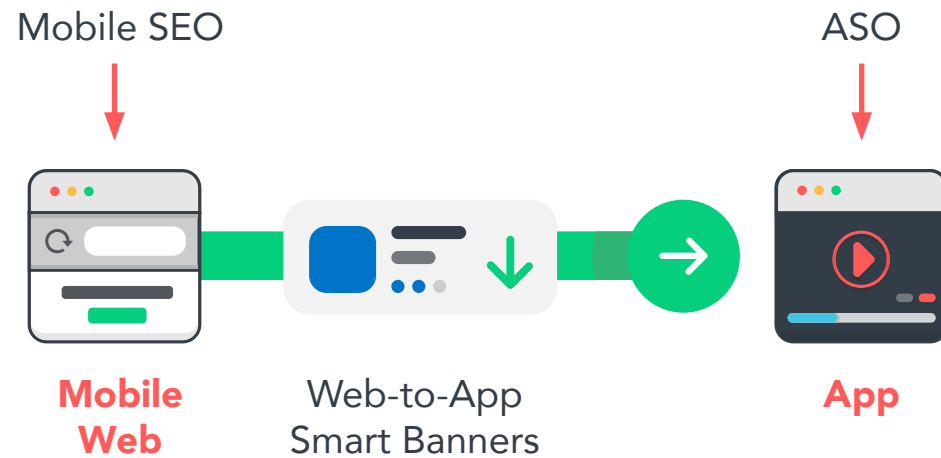 Mobile SEO
ASO
Mobile
Web
Web-to-App
Smart Banners
App